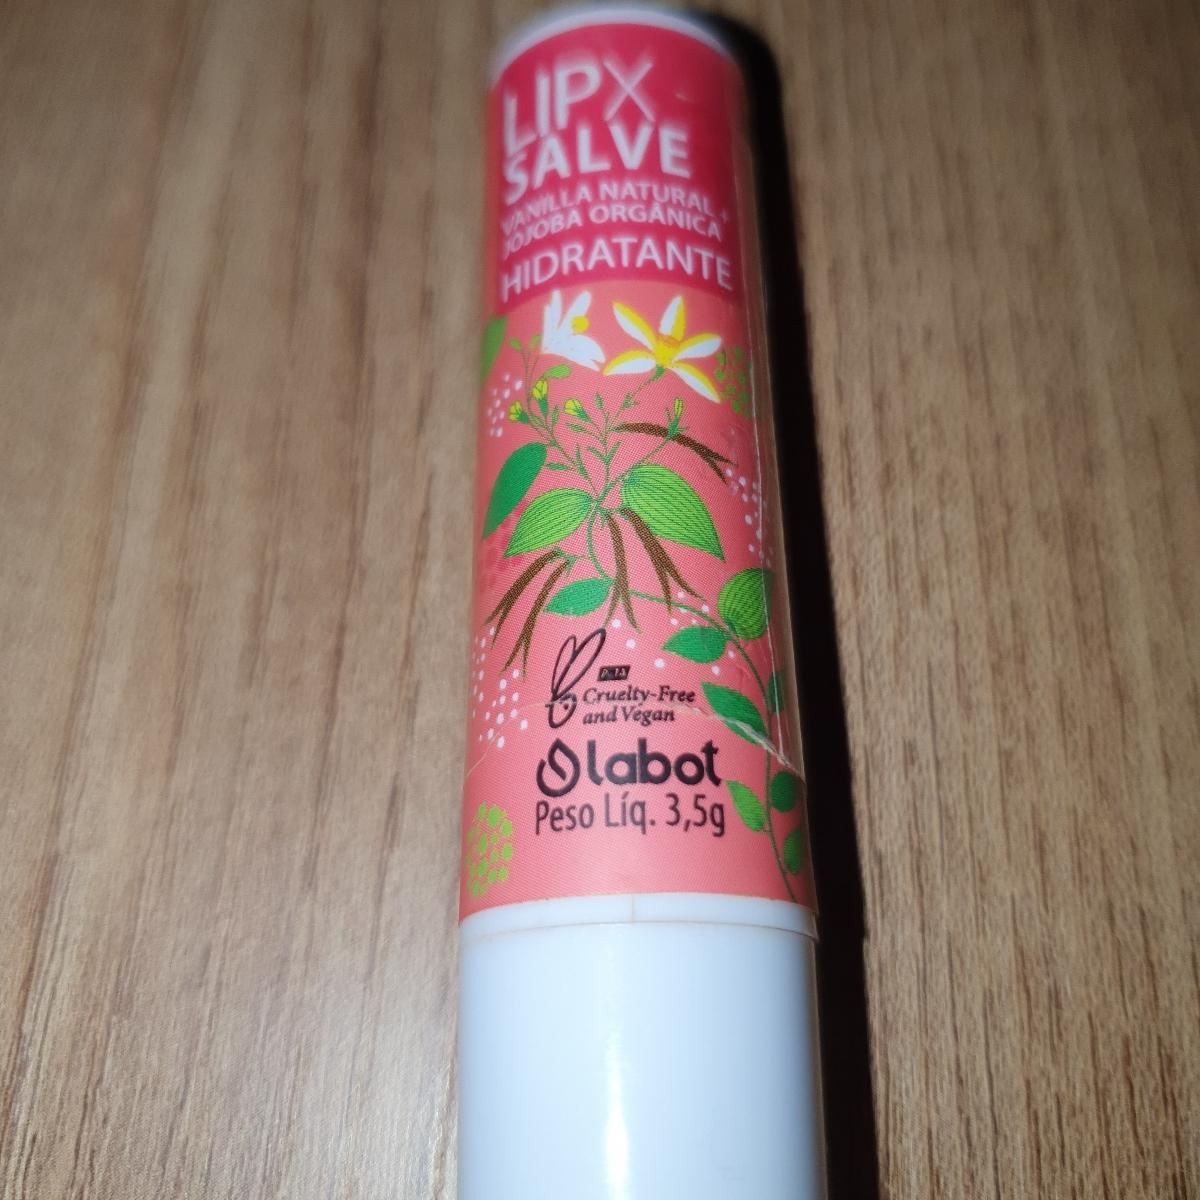 LIPX
SALVE
VANILLA NATURAL +
JOJOBA ORGÂNICA
HIDRATANTE
PeTA
Cruelty-Free
and Vegan
labot
Peso Líq. 3,5g